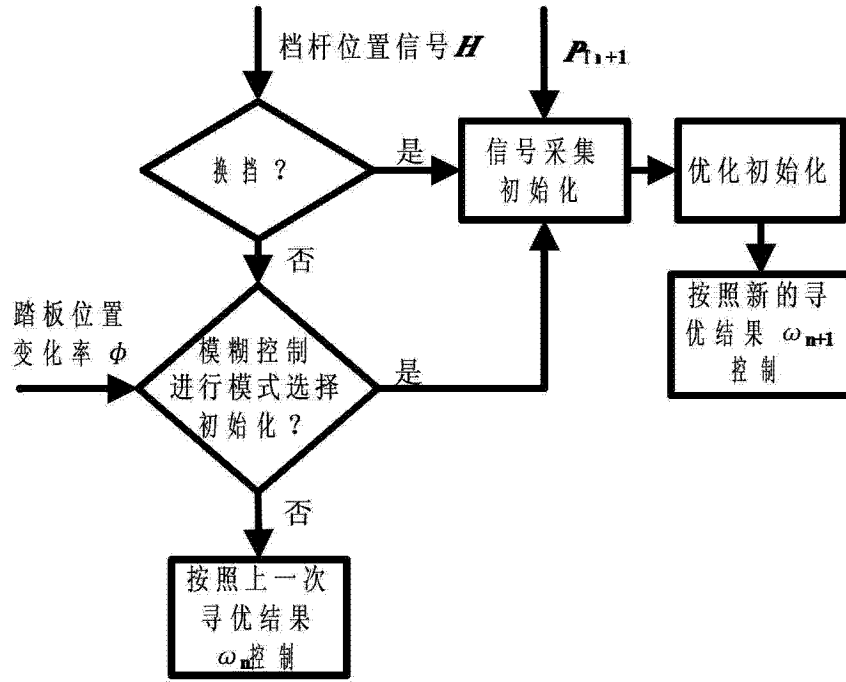 档杆位置信号H
P[n+1
换挡？
是
信号采集
初始化
优化初始化
否
踏板位置
变化率 ϕ
模糊控制
进行模式选择
初始化？
是
按照新的寻
优结果 ωn+1
控制
否
按照上一次
寻优结果
ωn控制